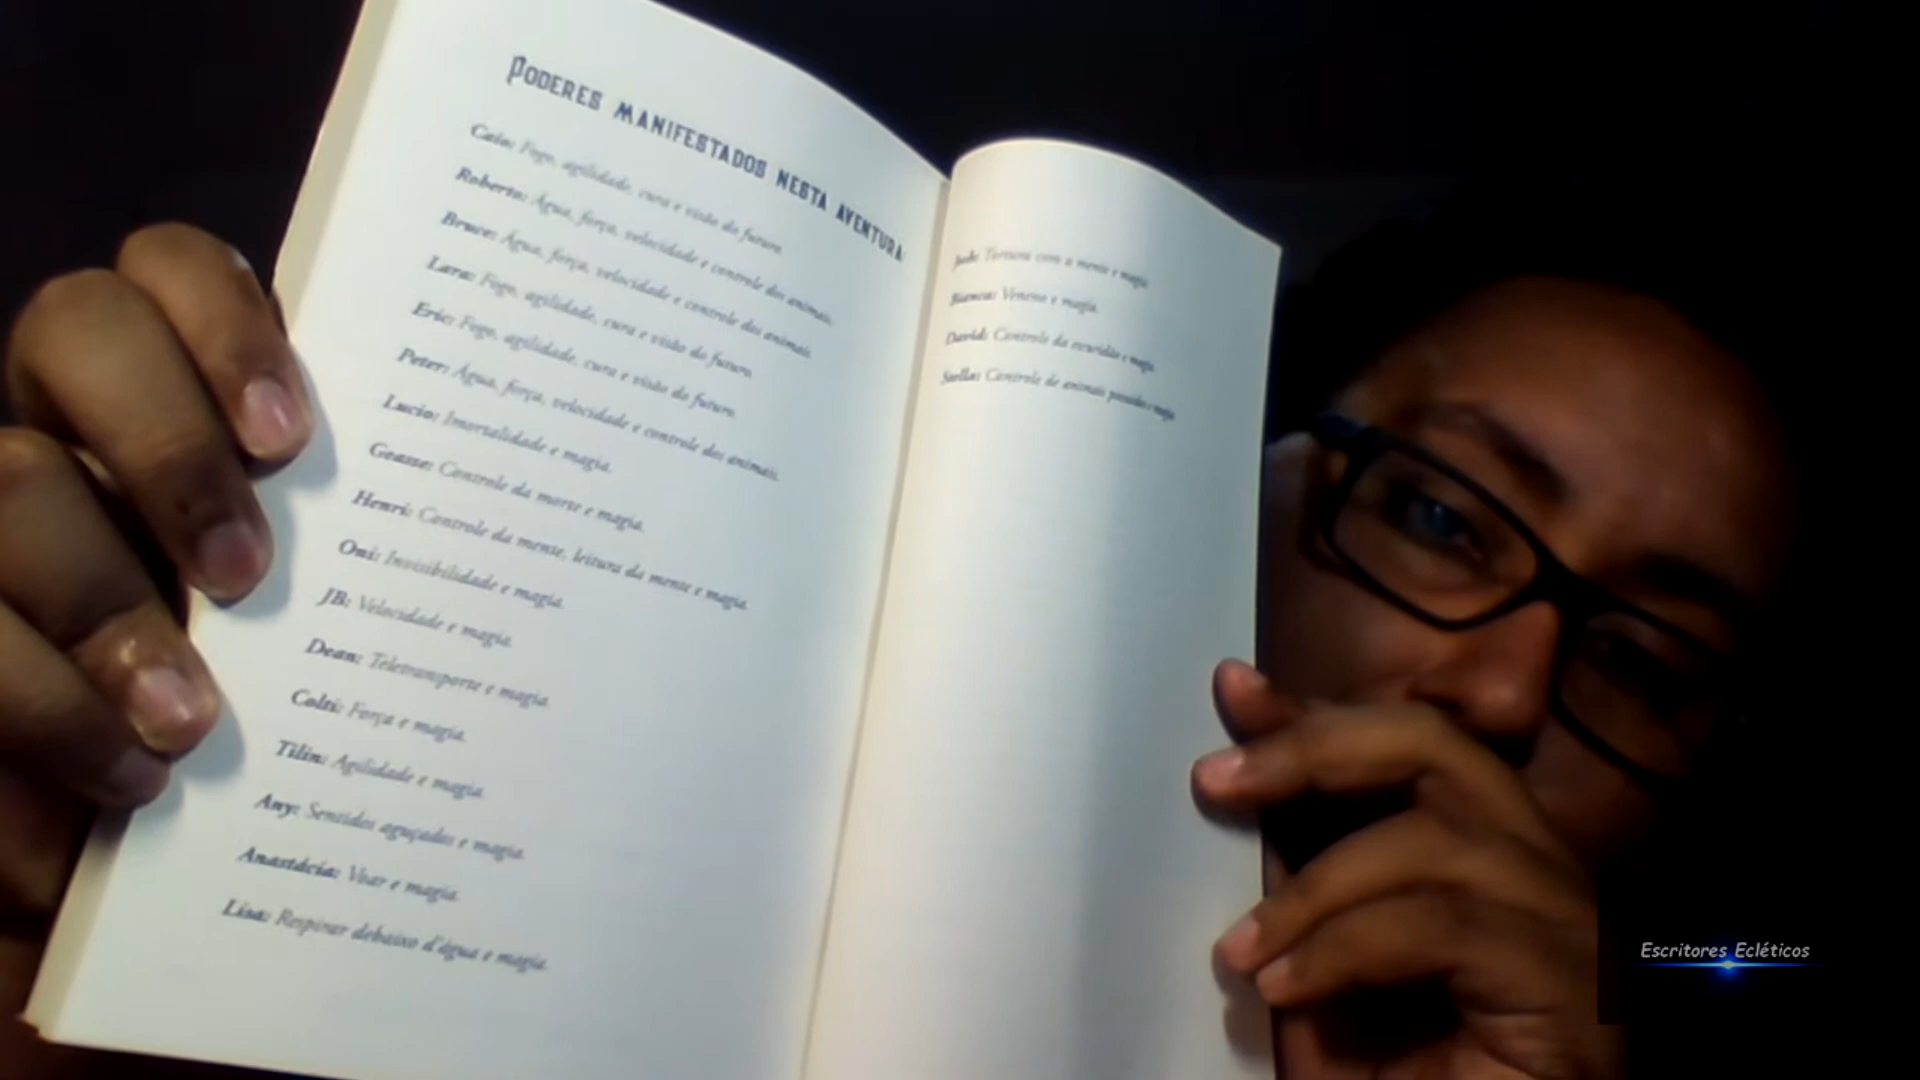 Poderes manifestados nesta aventura:
Caio: Fogo, agilidade, cura e visão do futuro.
Roberto: Água, força, velocidade e controle dos animais.
Bruce: Água, força, velocidade e controle dos animais.
Lara: Fogo, agilidade, cura e visão do futuro.
Eric: Fogo, agilidade, cura e visão do futuro.
Peter: Água, força, velocidade e controle dos animais.
Lucio: Imortalidade e magia.
Controle da morte e magia.
Henri: Controle da mente, leitura da mente e magia.
Oni: Invisibilidade e magia.
JB: Velocidade e magia.
Dean: Teletransporte e magia.
Colti: Força e magia.
Tilin: Agilidade e magia.
Any: Sentidos aguçados e magia.
Anastácia: Voar e magia.
Lisa: Respirar debaixo d'água e magia.
Tortura com a mente e magia.
Bianca: Veneno e magia.
David: Controle da escuridão e magia.
Stella: Controle de animais e magia.
Escritores Ecléticos